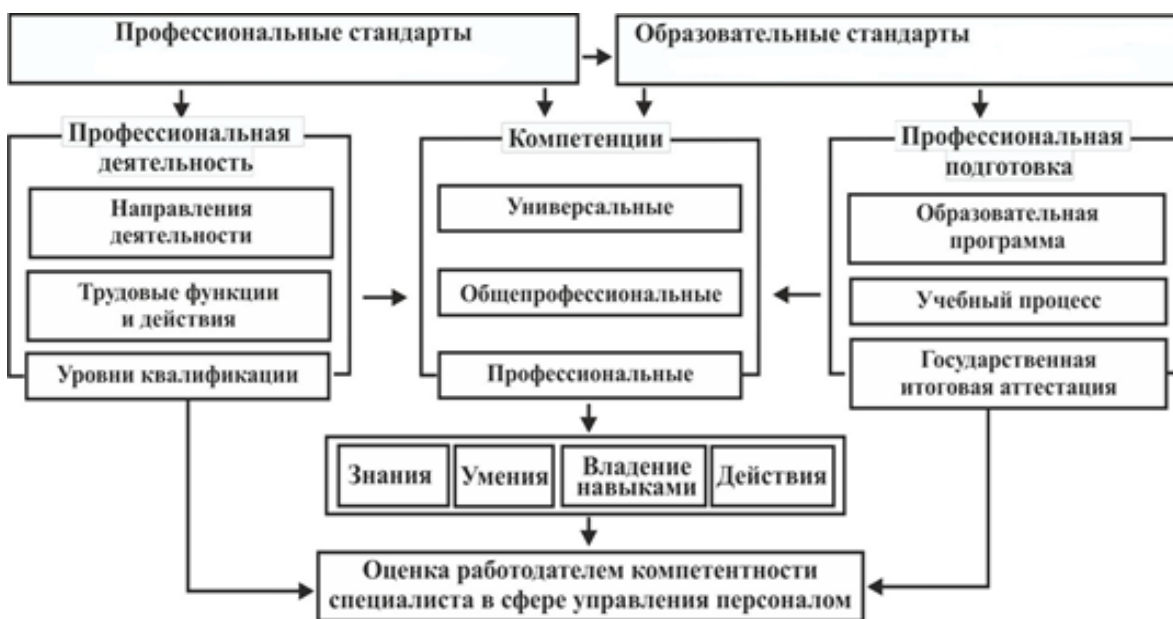 Профессиональные стандарты
Образовательные стандарты
Профессиональная
деятельность
Направления
деятельности
Трудовые функции
и действия
Уровни квалификации
Компетенции
Универсальные
Общепрофессиональные
Профессиональные
Профессиональная
подготовка
Образовательная
программа
Учебный процесс
Государственная
итоговая аттестация
Знания
Умения
Владение
навыками
Действия
Оценка работодателем компетентности
специалиста в сфере управления персоналом